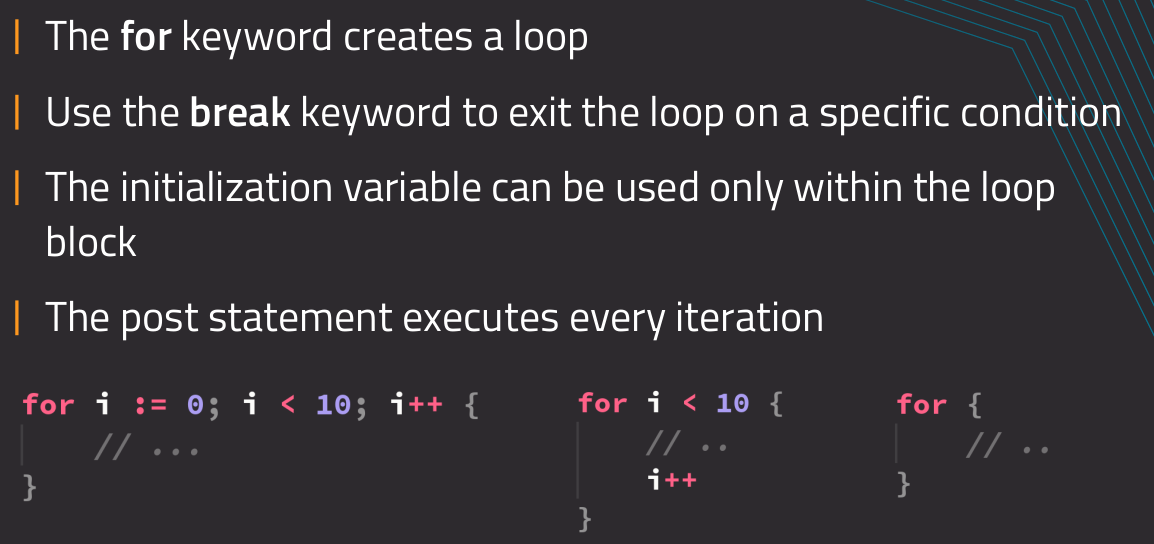 The for keyword creates a loop
Use the break keyword to exit the loop on a specific condition
The initialization variable can be used only within the loop
block
The post statement executes every iteration
for i := 0; i < 10; i++ {
// ...
}
for i < 10 {
// ..
i++
}
for {
// ..
}